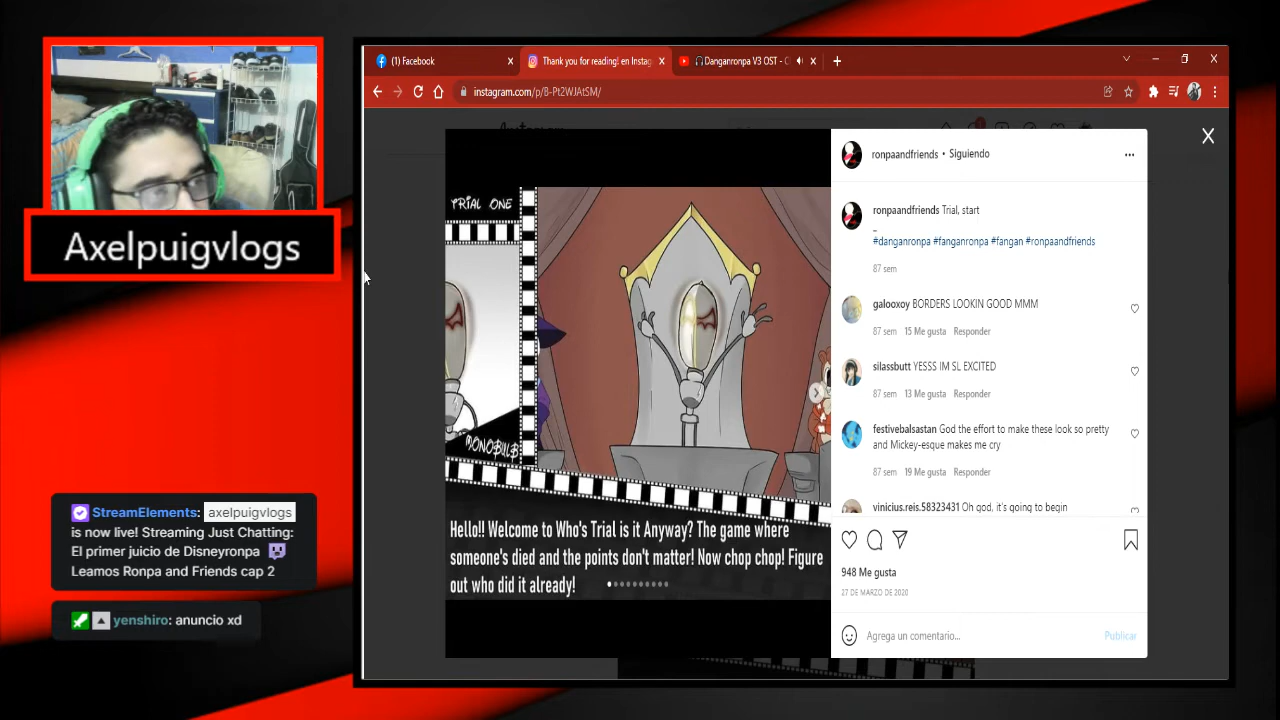 Axelpuigvlogs
StreamElements: axelpuigvlogs
is now live! Streaming Just Chatting:
El primer juicio de Disneyronpa
Leamos Ronpa and Friends cap 2
yenshiro: anuncio xd
(1) Facebook
Thank you for reading! en Instag
Danganronpa V3 OST - C
instagram.com/p/B-Pt2WJAtSM/
TRIAL ONE
MONOBULB
Hello!! Welcome to Who's Trial is it Anyway? The game where
someone's died and the points don't matter! Now chop chop! Figure
out who did it already!
ronpaandfriends • Siguiendo
ronpaandfriends Trial, start
_
#danganronpa #fanganronpa #fangan #ronpaandfriends
87 sem
galooxoy BORDERS LOOKIN GOOD MMM
87 sem 15 Me gusta Responder
silassbutt YESSS IM SL EXCITED
87 sem 13 Me gusta Responder
festivebalsastan God the effort to make these look so pretty
and Mickey-esque makes me cry
87 sem 19 Me gusta Responder
vinicius.reis.58323431 Oh god, it's going to begin
948 Me gusta
27 DE MARZO DE 2020
Agrega un comentario...
Publicar